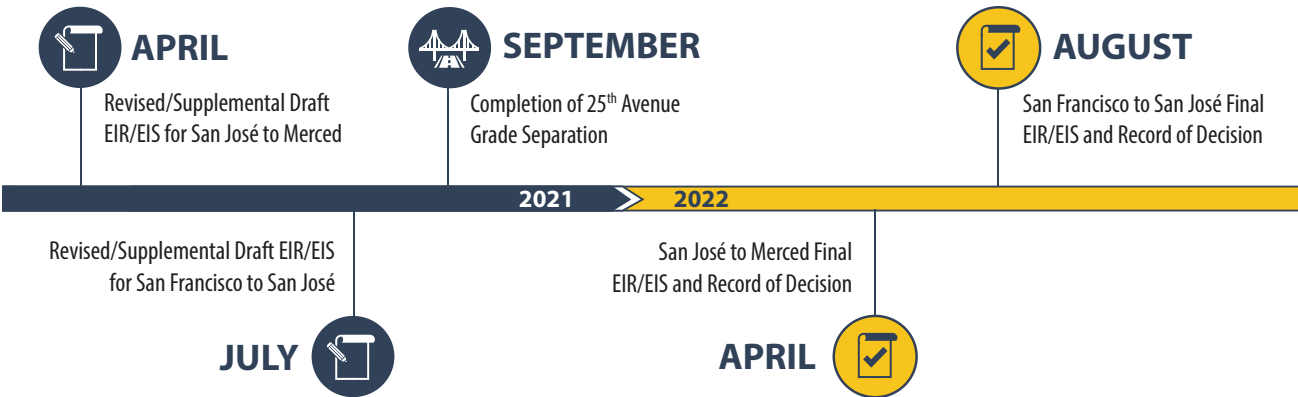 APRIL
Revised/Supplemental Draft
EIR/EIS for San José to Merced
SEPTEMBER
Completion of 25th Avenue
Grade Separation
AUGUST
San Francisco to San José Final
EIR/EIS and Record of Decision
2021
2022
Revised/Supplemental Draft EIR/EIS
for San Francisco to San José
JULY
San José to Merced Final
EIR/EIS and Record of Decision
APRIL